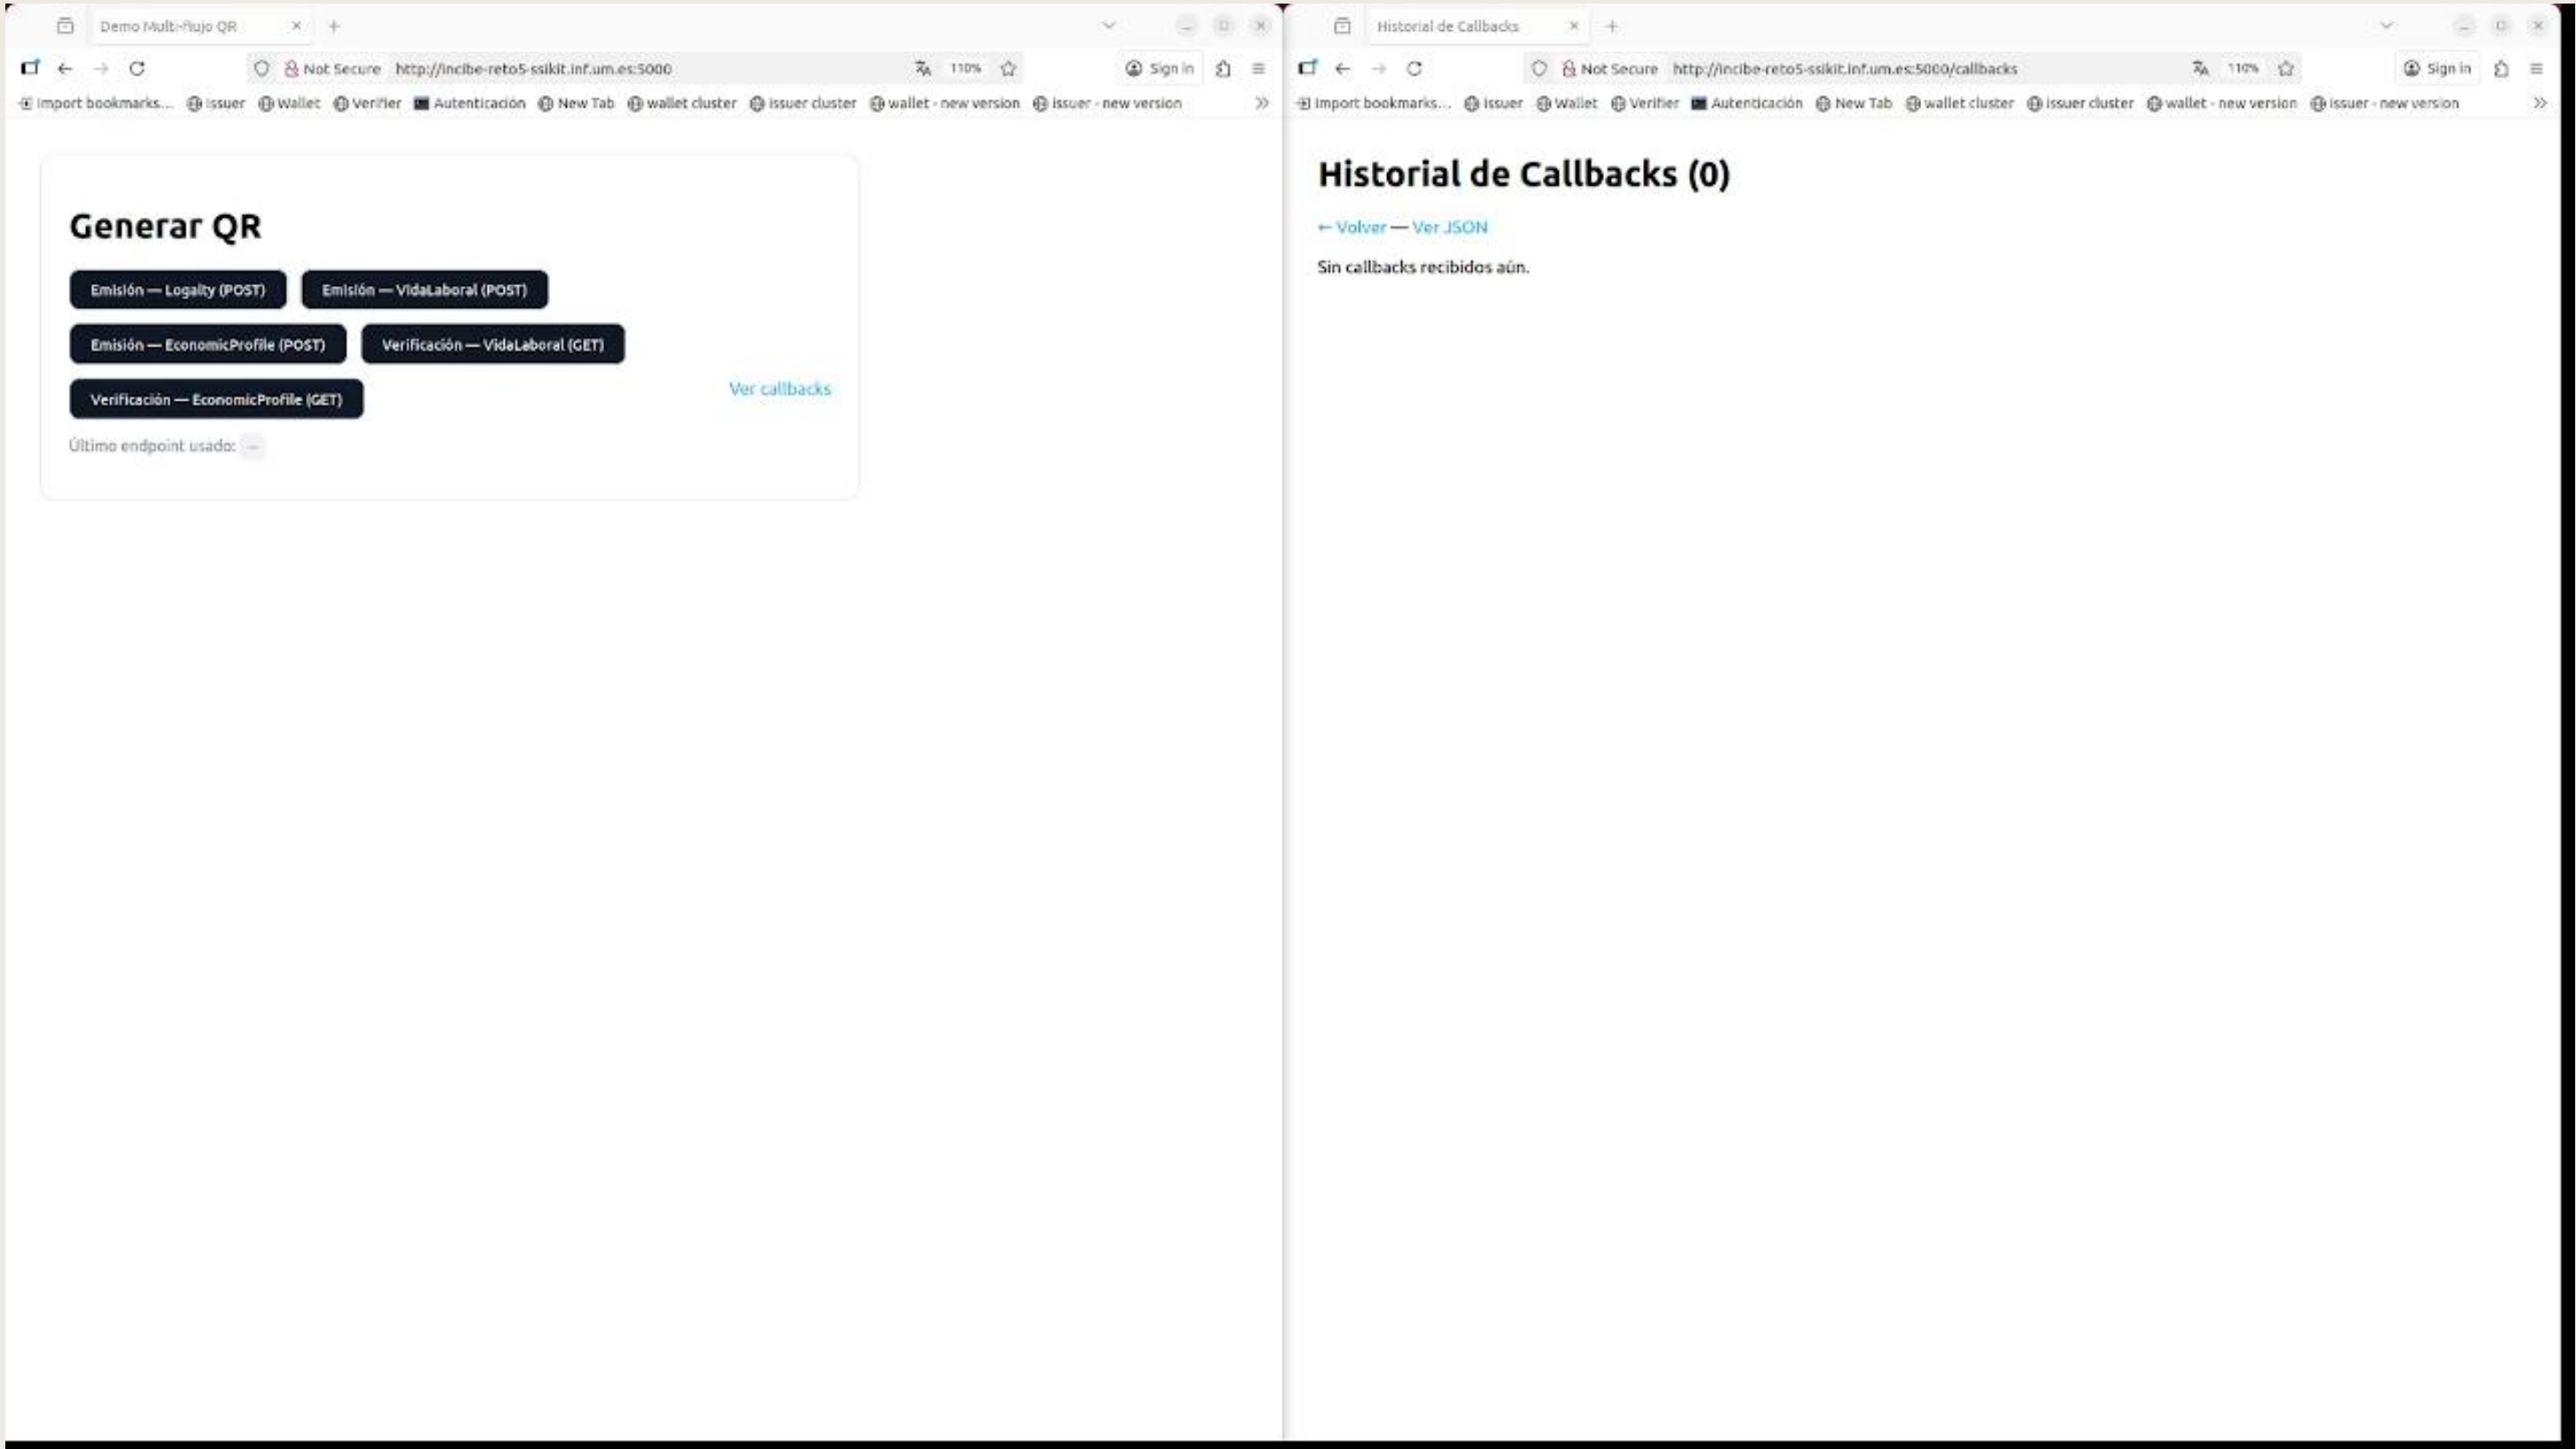 Demo Multi-flujo QR
Not Secure http://incibe-reto5-ssikit.inf.um.es:5000 110% Sign in
Import bookmarks... issuer Wallet Verifier Autenticación New Tab wallet cluster issuer cluster wallet - new version issuer - new version
Generar QR
Emisión — Logalty (POST) Emisión — VidaLaboral (POST)
Emisión — EconomicProfile (POST) Verificación — VidaLaboral (GET)
Ver callbacks
Verificación — EconomicProfile (GET)
Último endpoint usado: —
Historial de Callbacks
Not Secure http://incibe-reto5-ssikit.inf.um.es:5000/callbacks 110% Sign in
Import bookmarks... issuer Wallet Verifier Autenticación New Tab wallet cluster issuer cluster wallet - new version issuer - new version
Historial de Callbacks (0)
← Volver — Ver JSON
Sin callbacks recibidos aún.